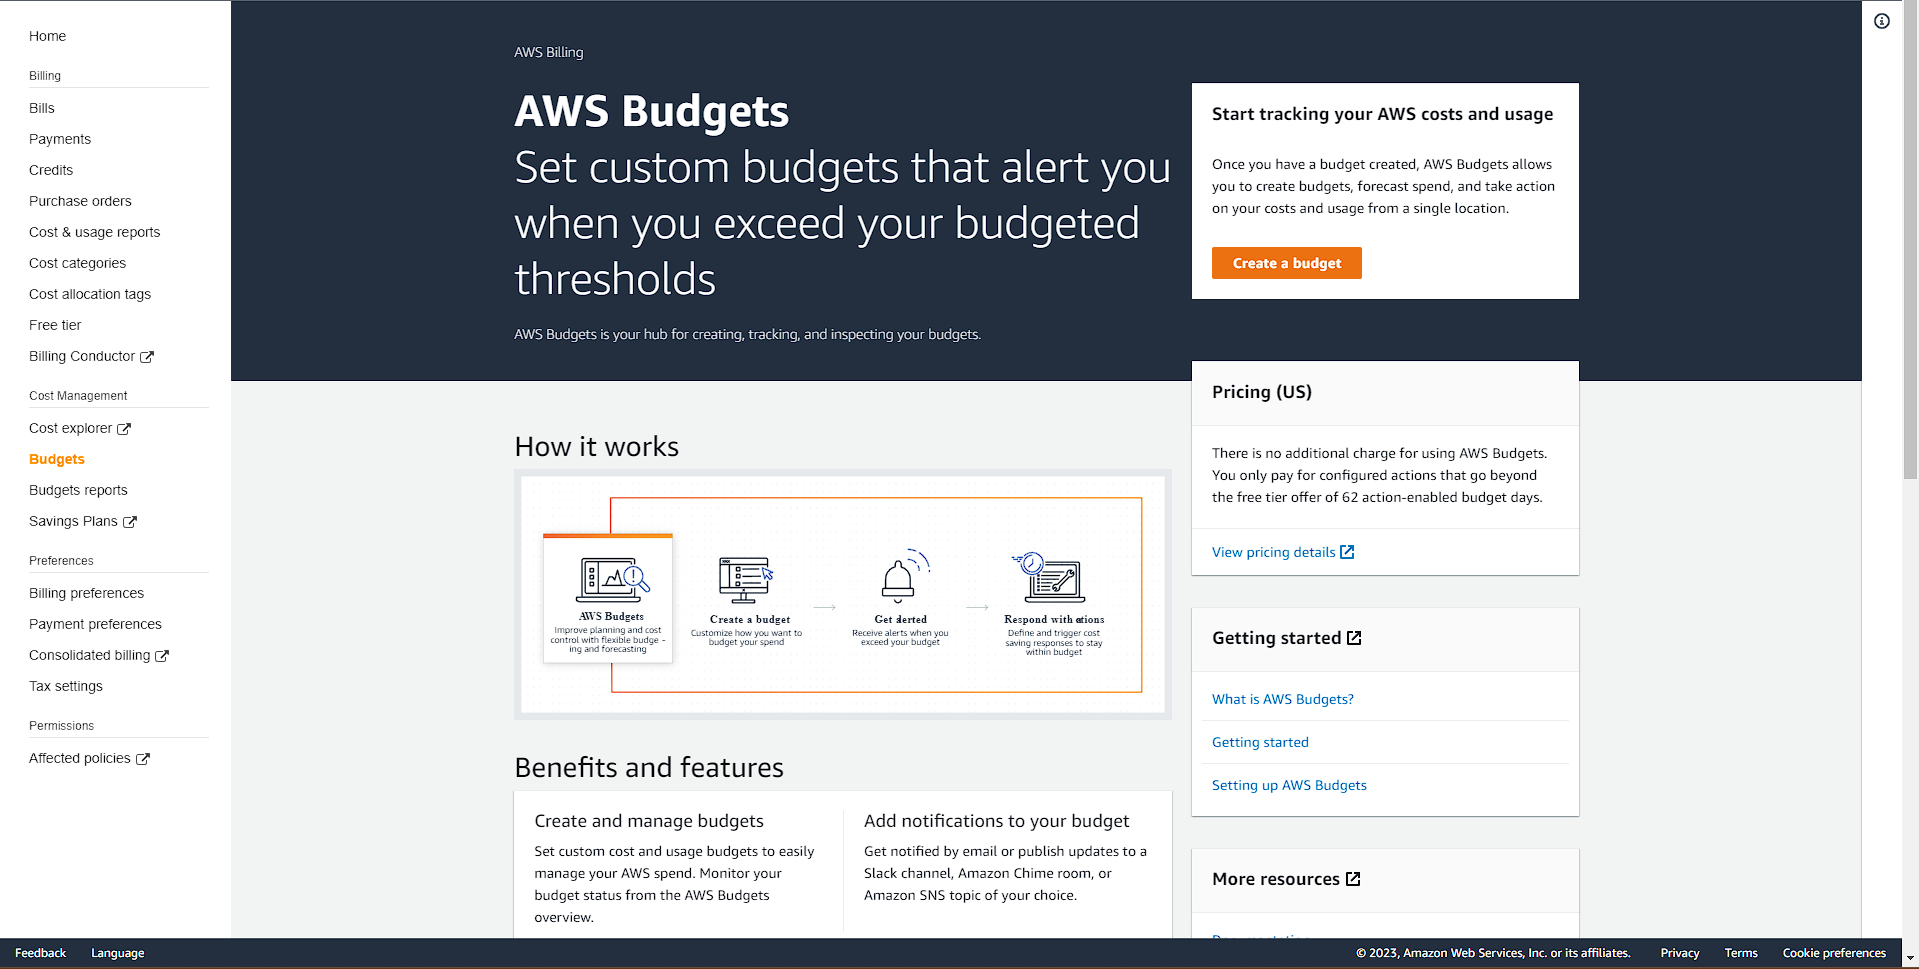 Home
Billing
Bills
Payments
Credits
Purchase orders
Cost & usage reports
Cost categories
Cost allocation tags
Free tier
Billing Conductor
Cost Management
Cost explorer
Budgets
Budgets reports
Savings Plans
Preferences
Billing preferences
Payment preferences
Consolidated billing
Tax settings
Permissions
Affected policies
AWS Billing
AWS Budgets
Set custom budgets that alert you
when you exceed your budgeted
thresholds
AWS Budgets is your hub for creating, tracking, and inspecting your budgets.
Start tracking your AWS costs and usage
Once you have a budget created, AWS Budgets allows
you to create budgets, forecast spend, and take action
on your costs and usage from a single location.
Create a budget
How it works
AWS Budgets
Improve planning and cost
control with flexible budge -
ing and forecasting
Create a budget
Customize how you want to
budget your spend
Get alerted
Receive alerts when you
exceed your budget
Respond with actions
Define and trigger cost
saving responses to stay
within budget
Benefits and features
Create and manage budgets
Set custom cost and usage budgets to easily
manage your AWS spend. Monitor your
budget status from the AWS Budgets
overview.
Add notifications to your budget
Get notified by email or publish updates to a
Slack channel, Amazon Chime room, or
Amazon SNS topic of your choice.
Pricing (US)
There is no additional charge for using AWS Budgets.
You only pay for configured actions that go beyond
the free tier offer of 62 action-enabled budget days.
View pricing details
Getting started
What is AWS Budgets?
Getting started
Setting up AWS Budgets
More resources
Feedback
Language
© 2023, Amazon Web Services, Inc. or its affiliates.
Privacy
Terms
Cookie preferences